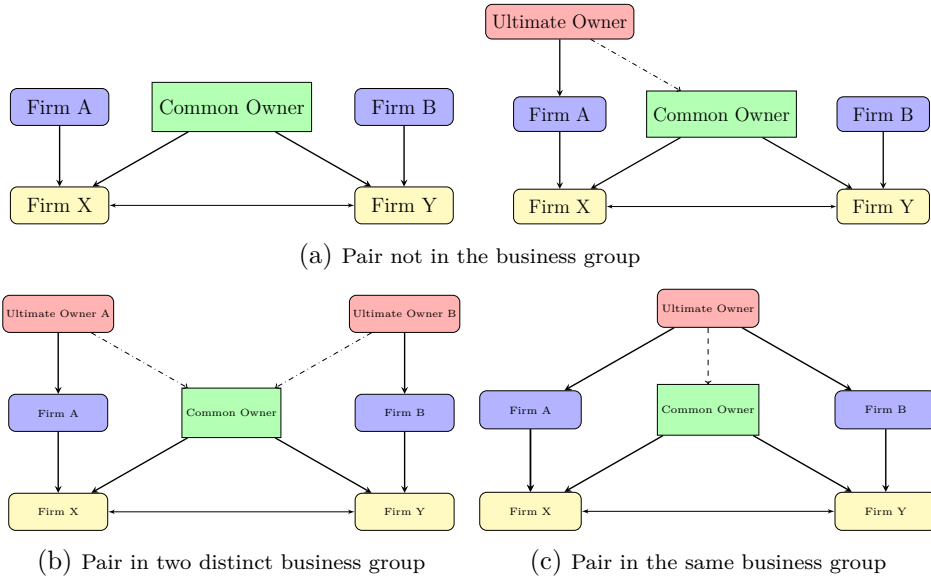 Ultimate Owner
Firm A Common Owner Firm B
Firm A Common Owner Firm B
Firm X Firm Y
Firm X Firm Y
(a) Pair not in the business group
Ultimate Owner A Ultimate Owner B
Firm A Common Owner Firm B
Firm X Firm Y
(b) Pair in two distinct business group
Ultimate Owner
Firm A Common Owner Firm B
Firm X Firm Y
(c) Pair in the same business group